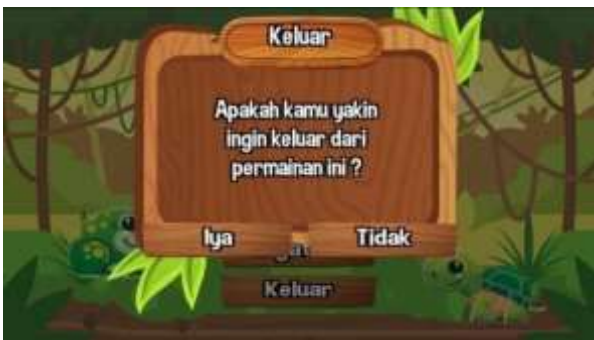 Keluar
Apakah kamu yakin
ingin keluar dari
permainan ini ?
Iya
Tidak
Keluar